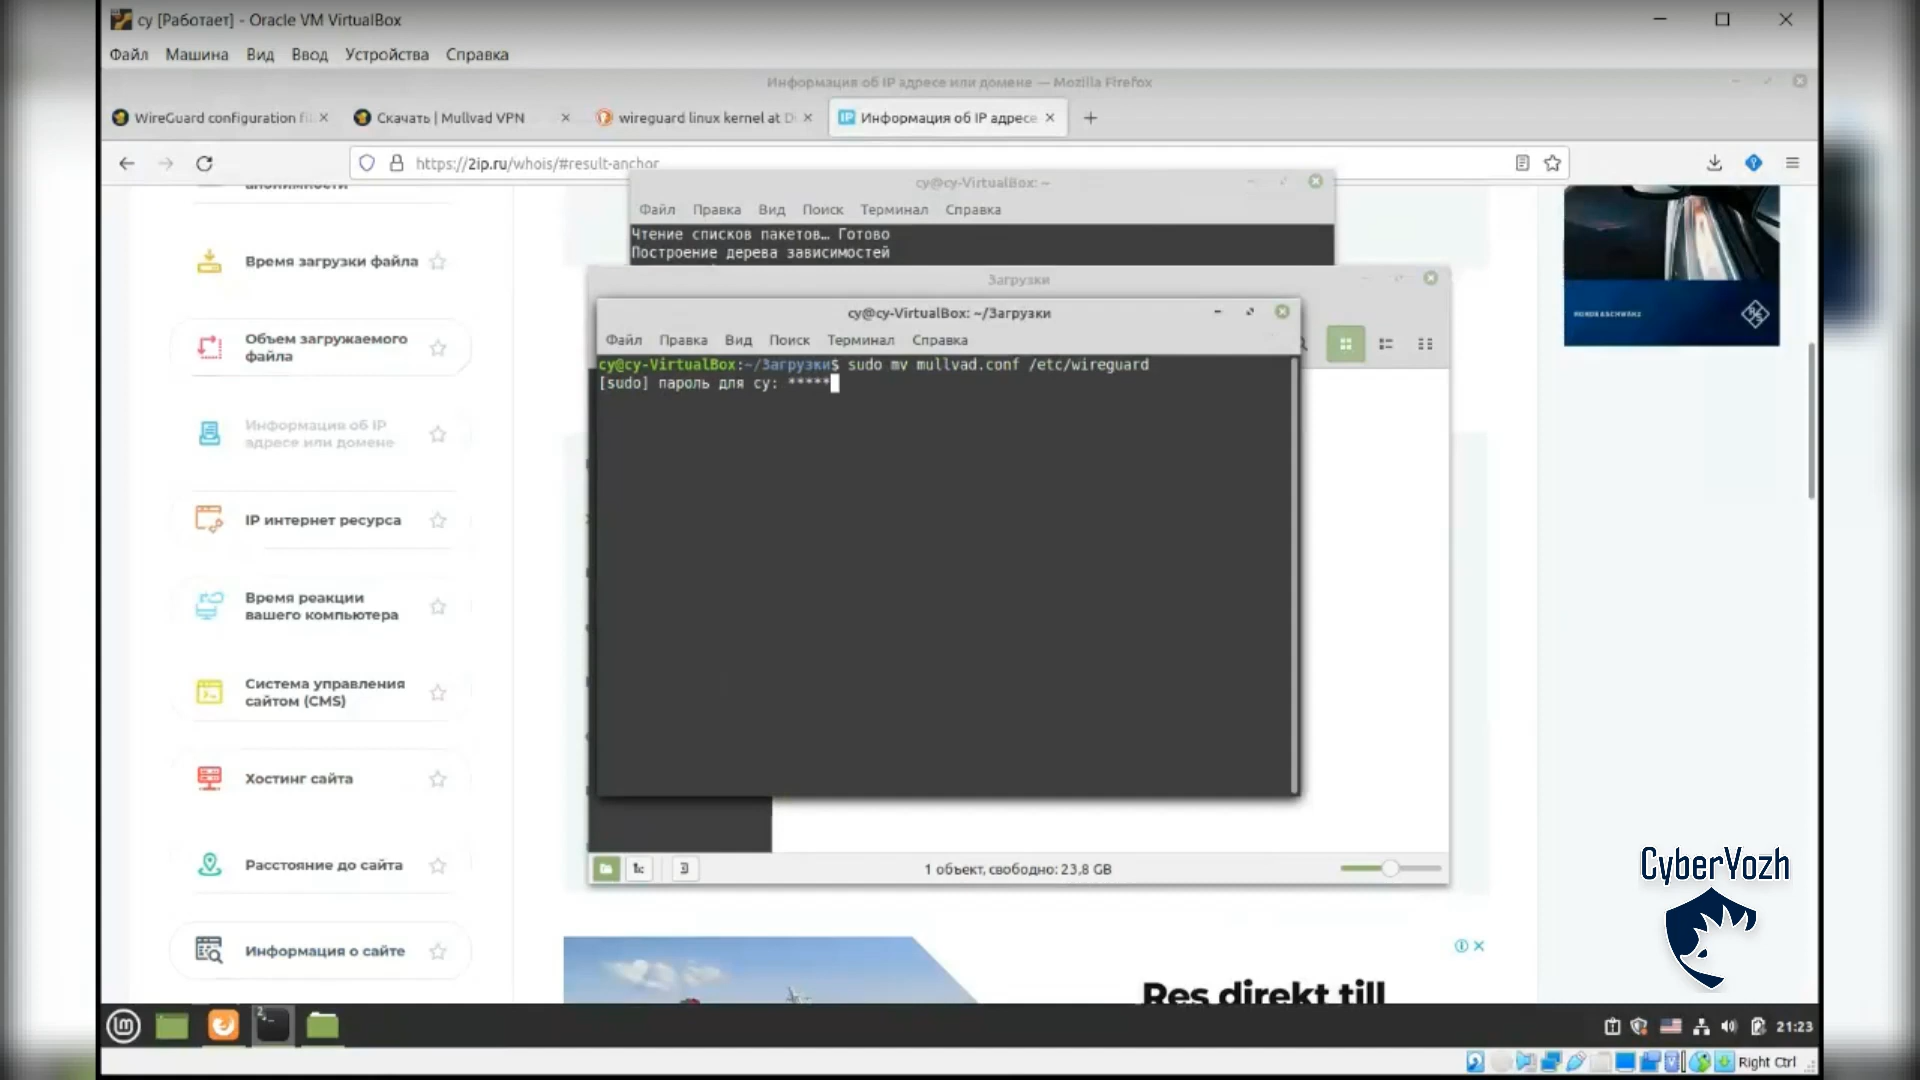 cy [Работает] - Oracle VM VirtualBox
Файл Машина Вид Ввод Устройства Справка
Информация об IP адресе или домене — Mozilla Firefox
WireGuard configuration fi
Скачать | Mullvad VPN
wireguard linux kernel at D
Информация об IP адресе
https://2ip.ru/whois/#result-anchor
анонимности
Время загрузки файла
Объем загружаемого
файла
Информация об IP
адресе или домене
IP интернет ресурса
Время реакции
вашего компьютера
Система управления
сайтом (CMS)
Хостинг сайта
Расстояние до сайта
Информация о сайте
cy@cy-VirtualBox: ~
Файл Правка Вид Поиск Терминал Справка
Чтение списков пакетов… Готово
Построение дерева зависимостей
Загрузки
cy@cy-VirtualBox: ~/Загрузки
Файл Правка Вид Поиск Терминал Справка
cy@cy-VirtualBox:~/Загрузки$ sudo mv mullvad.conf /etc/wireguard
[sudo] пароль для cy: *****
1 объект, свободно: 23,8 GB
Res direkt till
CyberYozh
21:23
Right Ctrl